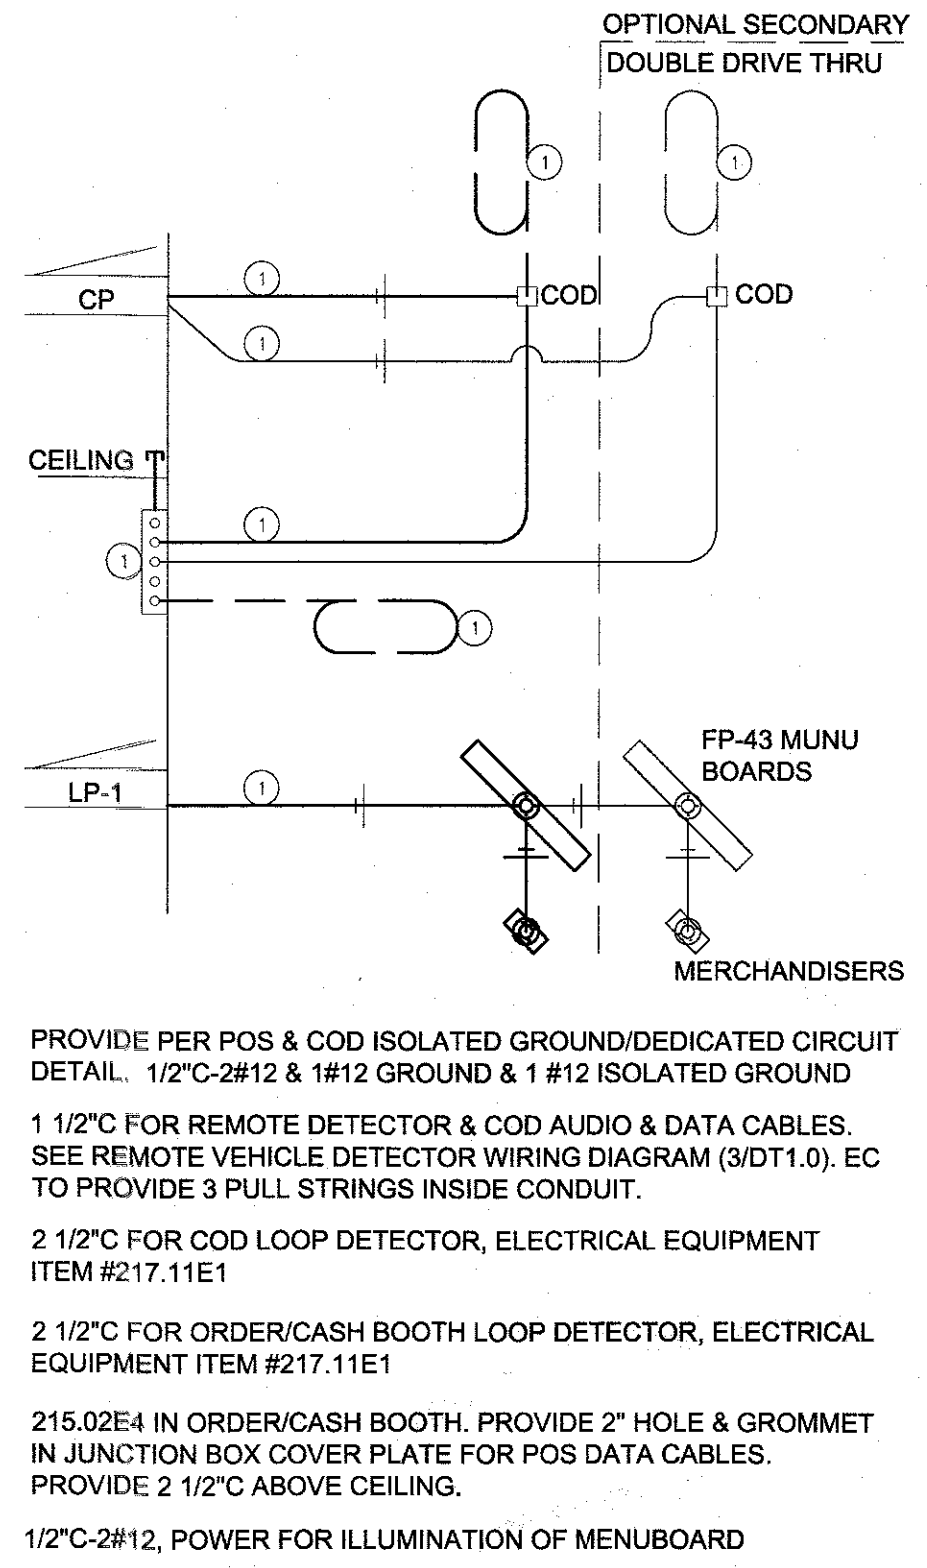 OPTIONAL SECONDARY
DOUBLE DRIVE THRU
1
1
1
CP
COD
COD
1
CEILING
1
1
1
FP-43 MUNU
BOARDS
LP-1
1
MERCHANDISERS
PROVIDE PER POS & COD ISOLATED GROUND/DEDICATED CIRCUIT
DETAIL. 1/2"C-2#12 & 1#12 GROUND & 1 #12 ISOLATED GROUND
1 1/2"C FOR REMOTE DETECTOR & COD AUDIO & DATA CABLES.
SEE REMOTE VEHICLE DETECTOR WIRING DIAGRAM (3/DT1.0). EC
TO PROVIDE 3 PULL STRINGS INSIDE CONDUIT.
2 1/2"C FOR COD LOOP DETECTOR, ELECTRICAL EQUIPMENT
ITEM #217.11E1
2 1/2"C FOR ORDER/CASH BOOTH LOOP DETECTOR, ELECTRICAL
EQUIPMENT ITEM #217.11E1
215.02E4 IN ORDER/CASH BOOTH. PROVIDE 2" HOLE & GROMMET
IN JUNCTION BOX COVER PLATE FOR POS DATA CABLES.
PROVIDE 2 1/2"C ABOVE CEILING.
1/2"C-2#12, POWER FOR ILLUMINATION OF MENUBOARD